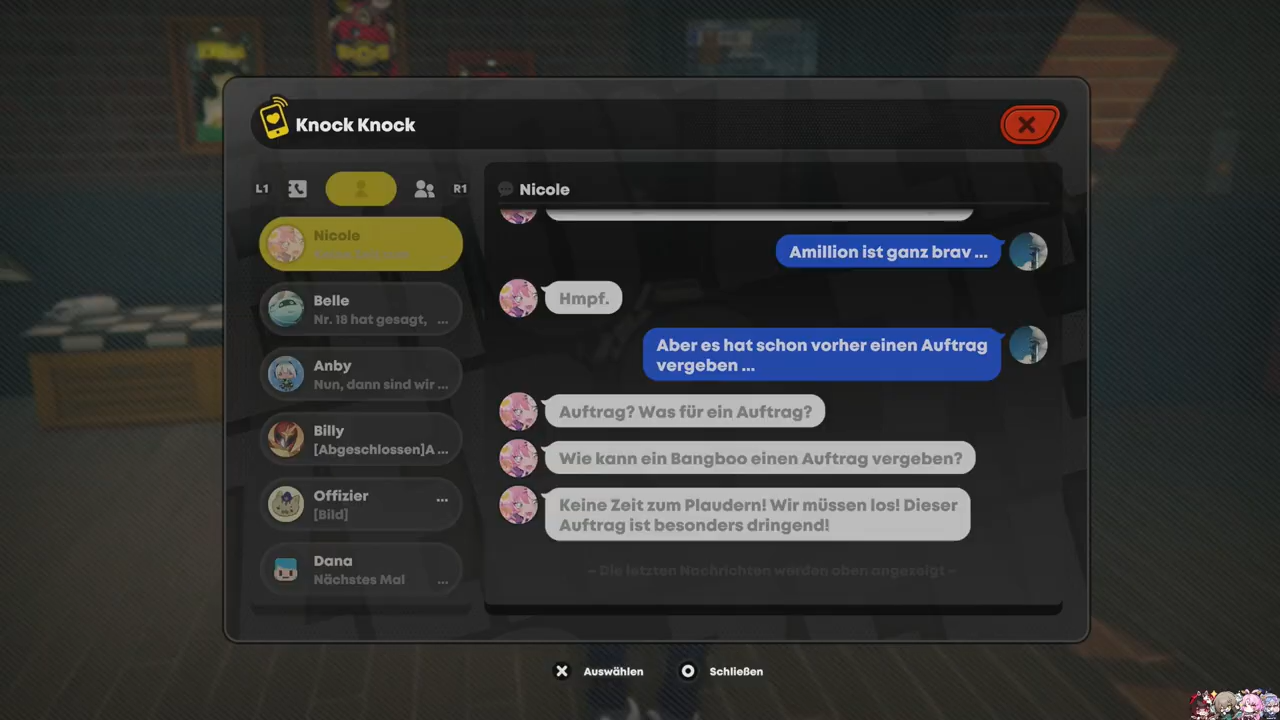 Knock Knock
L1
R1
Nicole
Belle
Nr. 18 hat gesagt, ...
Anby
Nun, dann sind wir ...
Billy
[Abgeschlossen]A ...
Offizier
...
[Bild]
Dana
Nächstes Mal ...
Nicole
Amillion ist ganz brav ...
Hmpf.
Aber es hat schon vorher einen Auftrag
vergeben ...
Auftrag? Was für ein Auftrag?
Wie kann ein Bangboo einen Auftrag vergeben?
Keine Zeit zum Plaudern! Wir müssen los! Dieser
Auftrag ist besonders dringend!
– Die letzten Nachrichten werden oben angezeigt –
Auswählen
Schließen